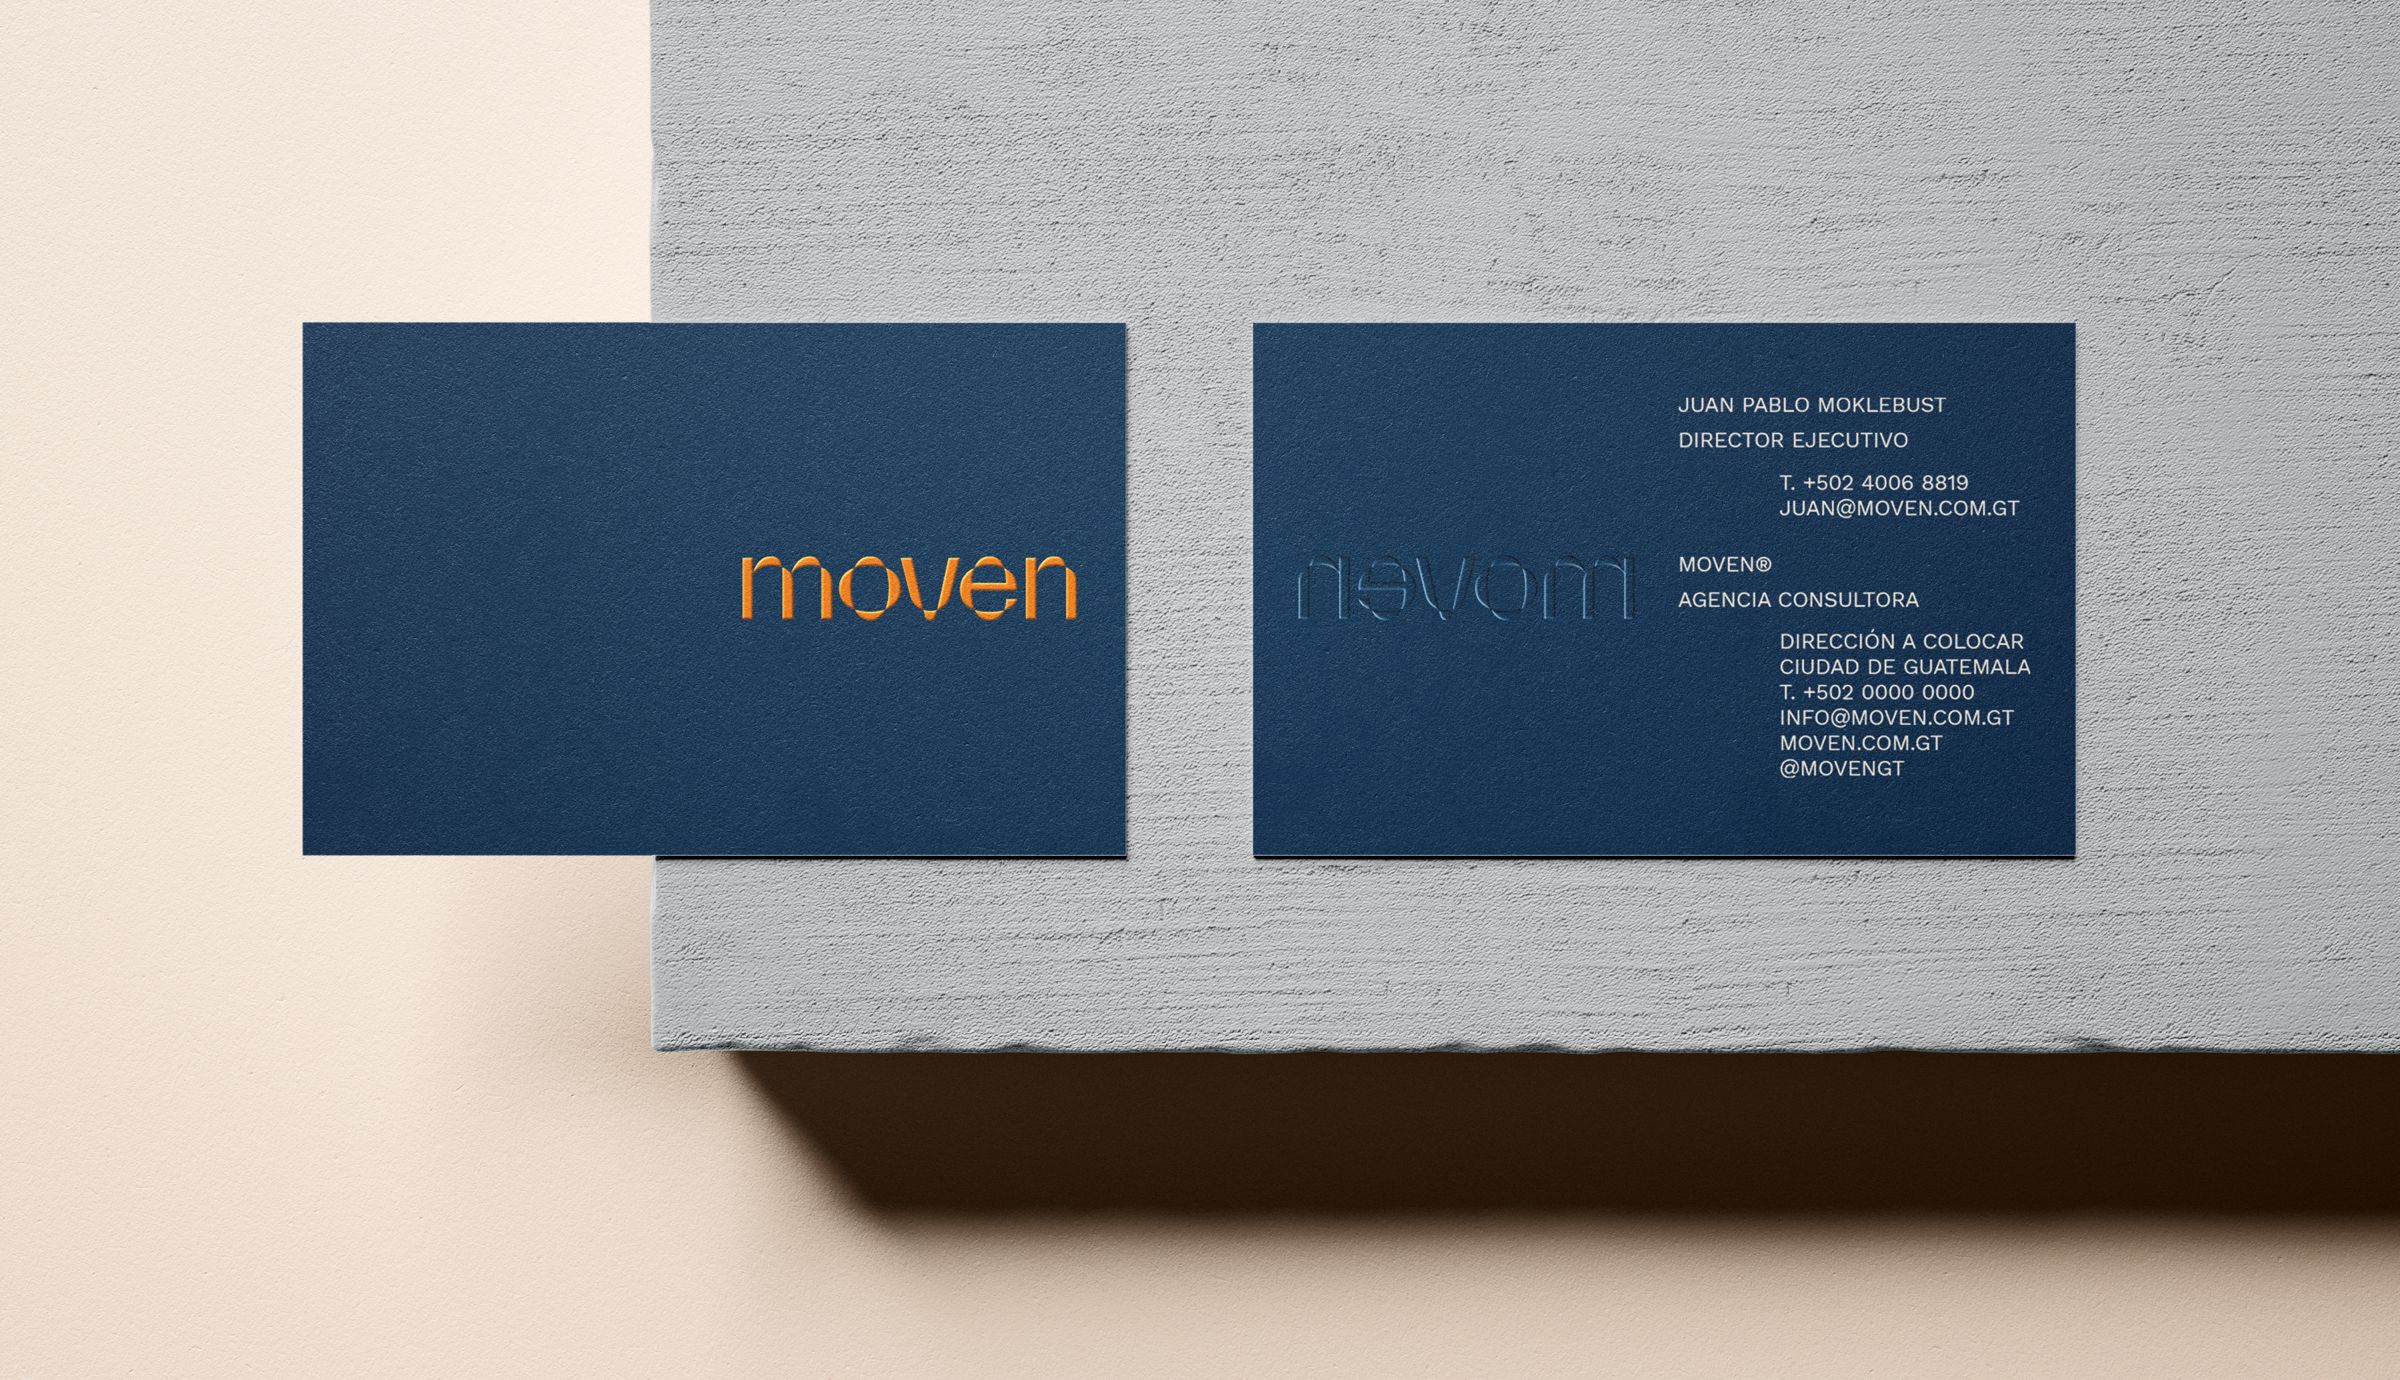 moven
moven
JUAN PABLO MOKLEBUST
DIRECTOR EJECUTIVO
T. +502 4006 8819
JUAN@MOVEN.COM.GT
MOVEN®
AGENCIA CONSULTORA
DIRECCIÓN A COLOCAR
CIUDAD DE GUATEMALA
T. +502 0000 0000
INFO@MOVEN.COM.GT
MOVEN.COM.GT
@MOVENGT